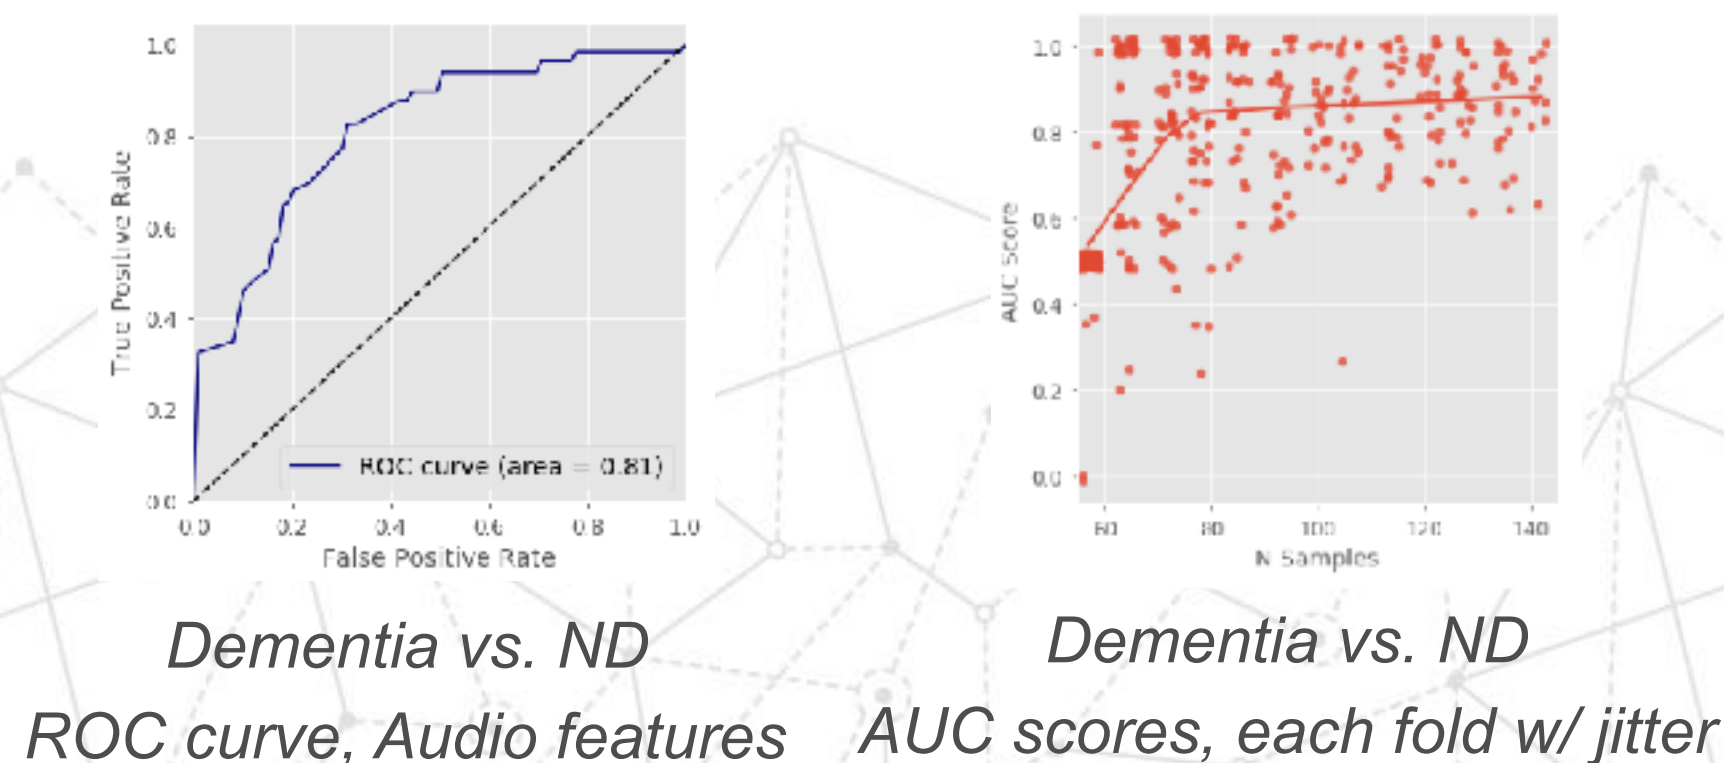 1.0
0.8
0.6
0.4
0.2
0.0
True Positive Rate
ROC curve (area = 0.81)
0.0 0.2 0.4 0.6 0.8 1.0
False Positive Rate
Dementia vs. ND
ROC curve, Audio features
1.0
0.8
0.6
0.4
0.2
0.0
AUC Score
60 80 100 120 140
N Samples
Dementia vs. ND
AUC scores, each fold w/ jitter